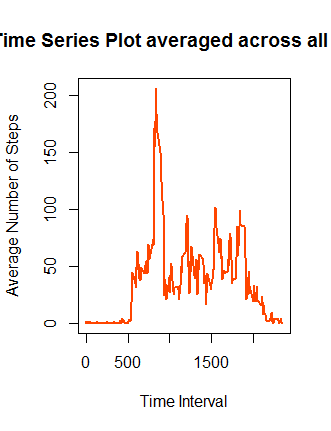 Time Series Plot averaged across all
Average Number of Steps
200
150
100
50
0
0 500 1500
Time Interval